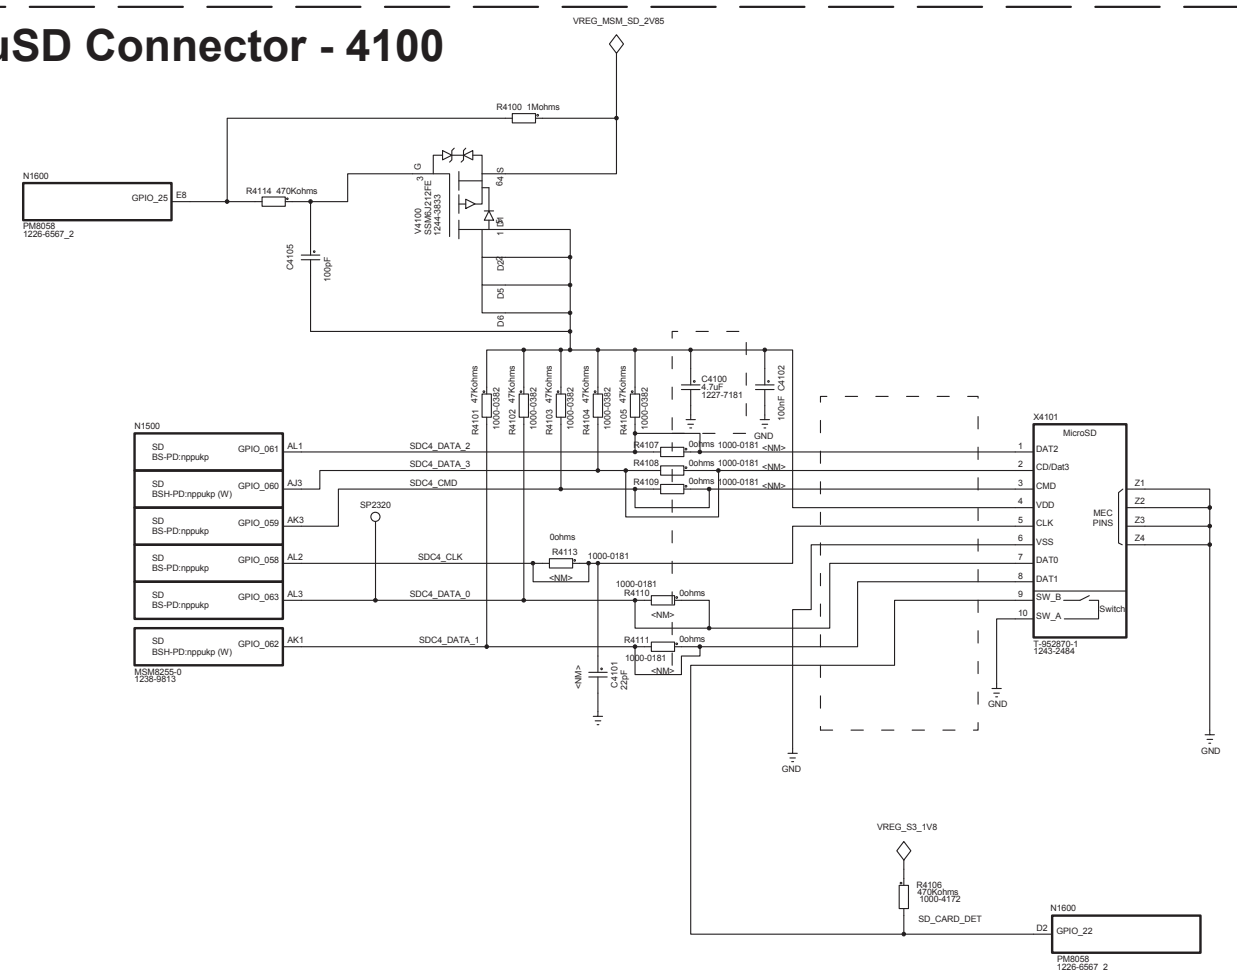 uSD Connector - 4100
VREG_MSM_SD_2V85
R4100 1Mohms
N1600
GPIO_25
E8
PM8058
1226-6567_2
R4114 470Kohms
C4105
100pF
3 G
64 S
V4100
SSM6J212FE
1244-3833
D2
D5
D6
R4101 47Kohms
1000-0382
R4102 47Kohms
1000-0382
R4103 47Kohms
1000-0382
R4104 47Kohms
1000-0382
R4105 47Kohms
1000-0382
C4100
4.7uF
1227-7181
100nF C4102
GND
N1500
SD
BS-PD:nppukp
GPIO_061
AL1
SDC4_DATA_2
SD
BSH-PD:nppukp (W)
GPIO_060
AJ3
SDC4_DATA_3
SD
BS-PD:nppukp
GPIO_059
AK3
SDC4_CMD
SD
BS-PD:nppukp
GPIO_058
AL2
SDC4_CLK
SD
BS-PD:nppukp
GPIO_063
AL3
SDC4_DATA_0
SD
BSH-PD:nppukp (W)
GPIO_062
AK1
SDC4_DATA_1
MSM8255-0
1238-9813
SP2320
R4107
0ohms 1000-0181
<NM>
R4108
0ohms 1000-0181
<NM>
R4109
0ohms 1000-0181
<NM>
0ohms
R4113
1000-0181
<NM>
1000-0181
R4110
0ohms
<NM>
R4111
0ohms
1000-0181
<NM>
<NM>
C4101
22pF
X4101
MicroSD
1
DAT2
2
CD/Dat3
3
CMD
4
VDD
5
CLK
6
VSS
7
DAT0
8
DAT1
9
SW_B
10
SW_A
Switch
MEC
PINS
Z1
Z2
Z3
Z4
T-952870-1
1243-2484
GND
GND
GND
VREG_S3_1V8
R4106
470Kohms
1000-4172
SD_CARD_DET
N1600
D2
GPIO_22
PM8058
1226-6567_2